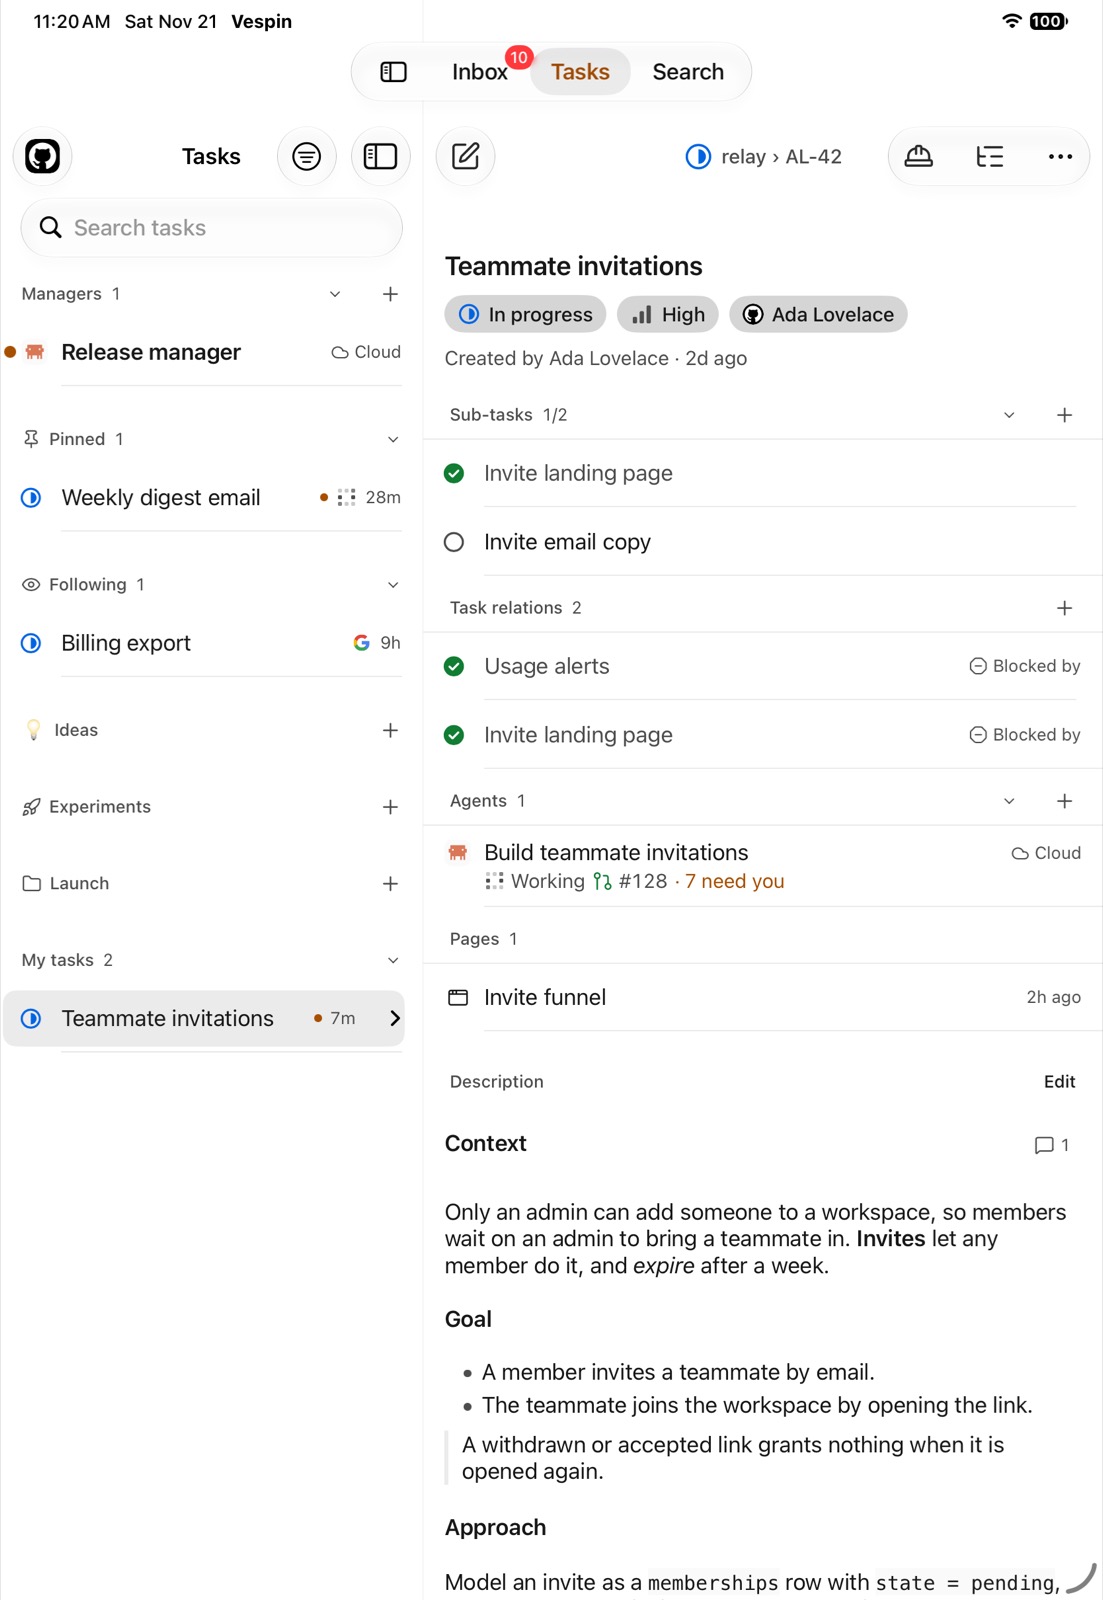 11:20 AM Sat Nov 21 Vespin
100
Inbox 10 Tasks Search
Tasks
relay › AL-42
Search tasks
Managers 1
Release manager Cloud
Pinned 1
Weekly digest email 28m
Following 1
Billing export 9h
Ideas
Experiments
Launch
My tasks 2
Teammate invitations 7m
Teammate invitations
In progress High Ada Lovelace
Created by Ada Lovelace · 2d ago
Sub-tasks 1/2
Invite landing page
Invite email copy
Task relations 2
Usage alerts Blocked by
Invite landing page Blocked by
Agents 1
Build teammate invitations Cloud
Working #128 · 7 need you
Pages 1
Invite funnel 2h ago
Description Edit
Context 1
Only an admin can add someone to a workspace, so members
wait on an admin to bring a teammate in. Invites let any
member do it, and expire after a week.
Goal
• A member invites a teammate by email.
• The teammate joins the workspace by opening the link.
A withdrawn or accepted link grants nothing when it is
opened again.
Approach
Model an invite as a memberships row with state = pending,